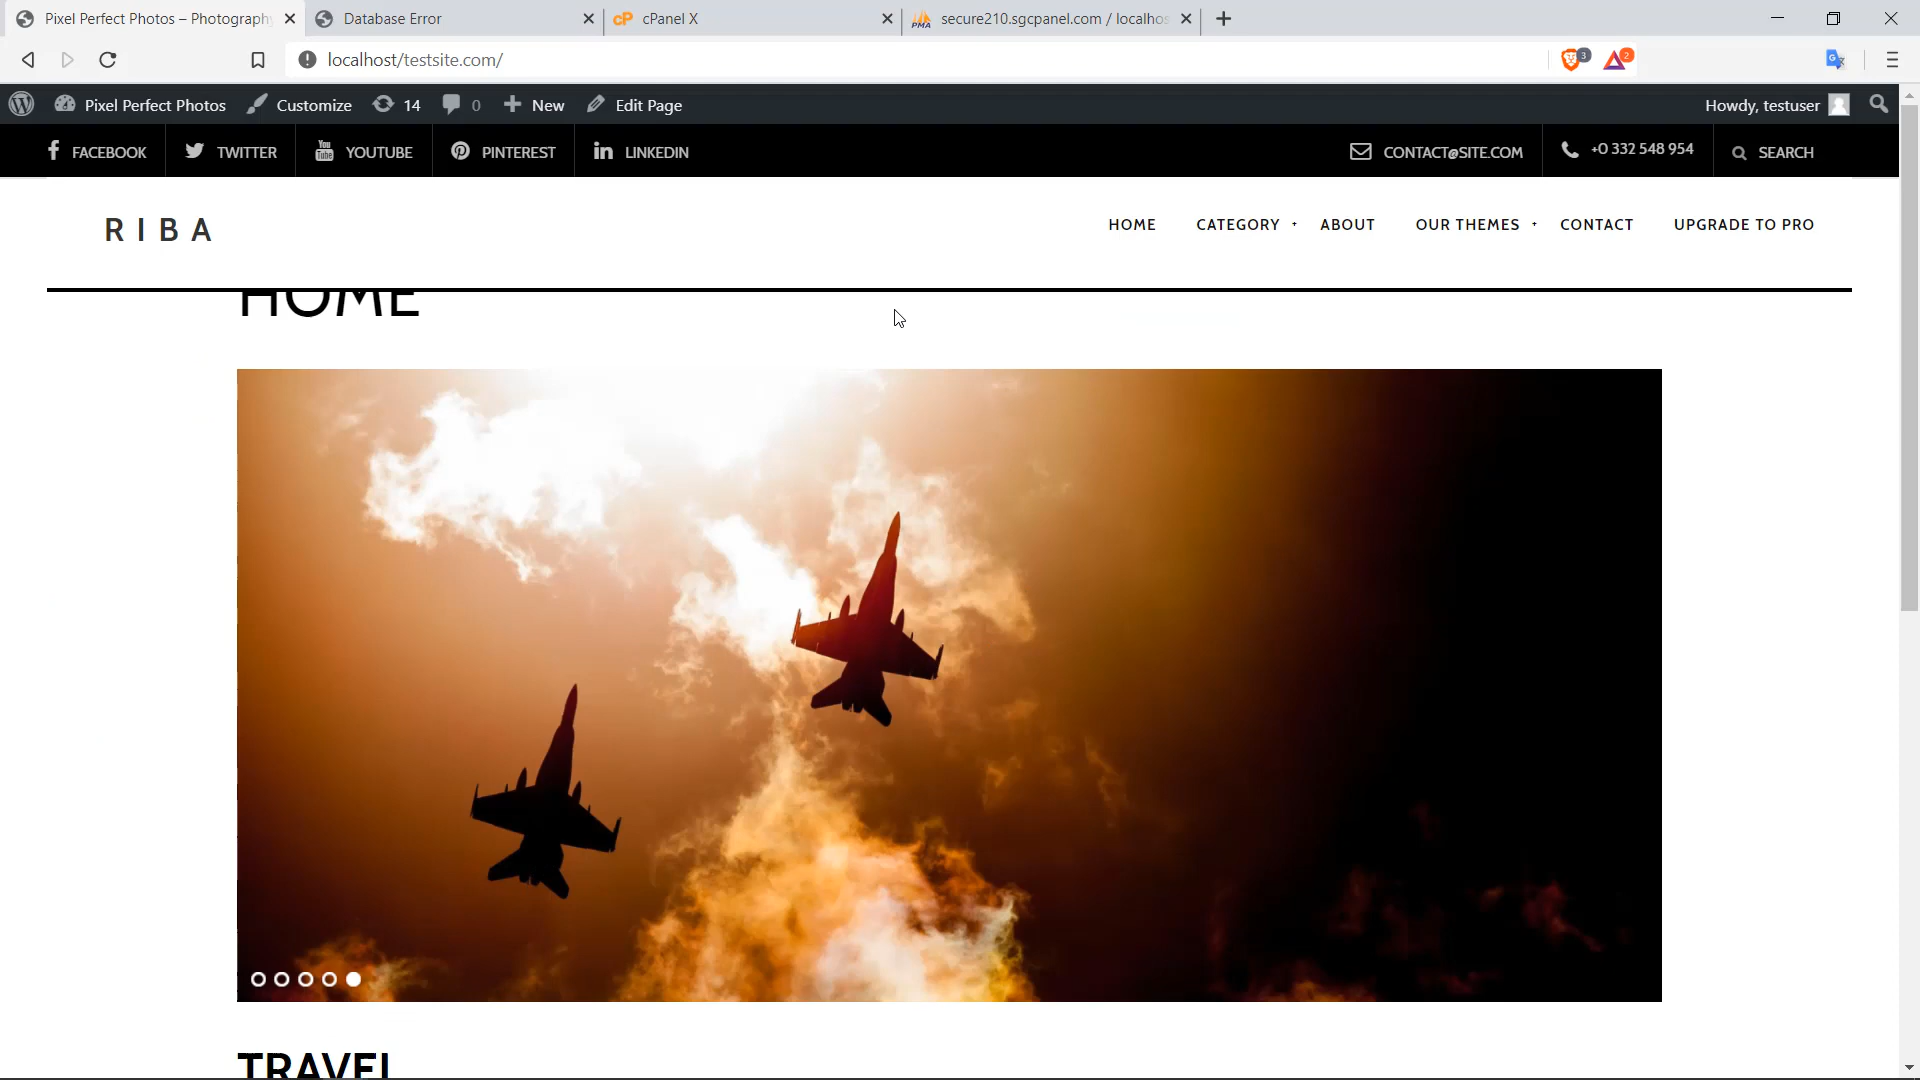 Pixel Perfect Photos – Photography
Database Error
cPanel X
secure210.sgcpanel.com / localhos
localhost/testsite.com/
3
2
Pixel Perfect Photos
Customize
14
0
New
Edit Page
Howdy, testuser
FACEBOOK
TWITTER
YOUTUBE
PINTEREST
LINKEDIN
CONTACT@SITE.COM
+0 332 548 954
SEARCH
RIBA
HOME
CATEGORY +
ABOUT
OUR THEMES +
CONTACT
UPGRADE TO PRO
HOME
TRAVEL